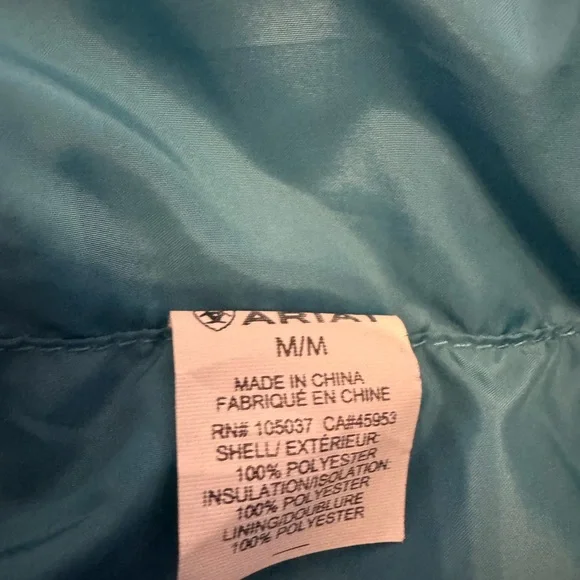 ARIAT
M/M
MADE IN CHINA
FABRIQUÉ EN CHINE
RN# 105037 CA#45953
SHELL/ EXTÉRIEUR:
100% POLYESTER
INSULATION/ISOLATION:
100% POLYESTER
LINING/DOUBLURE
100% POLYESTER